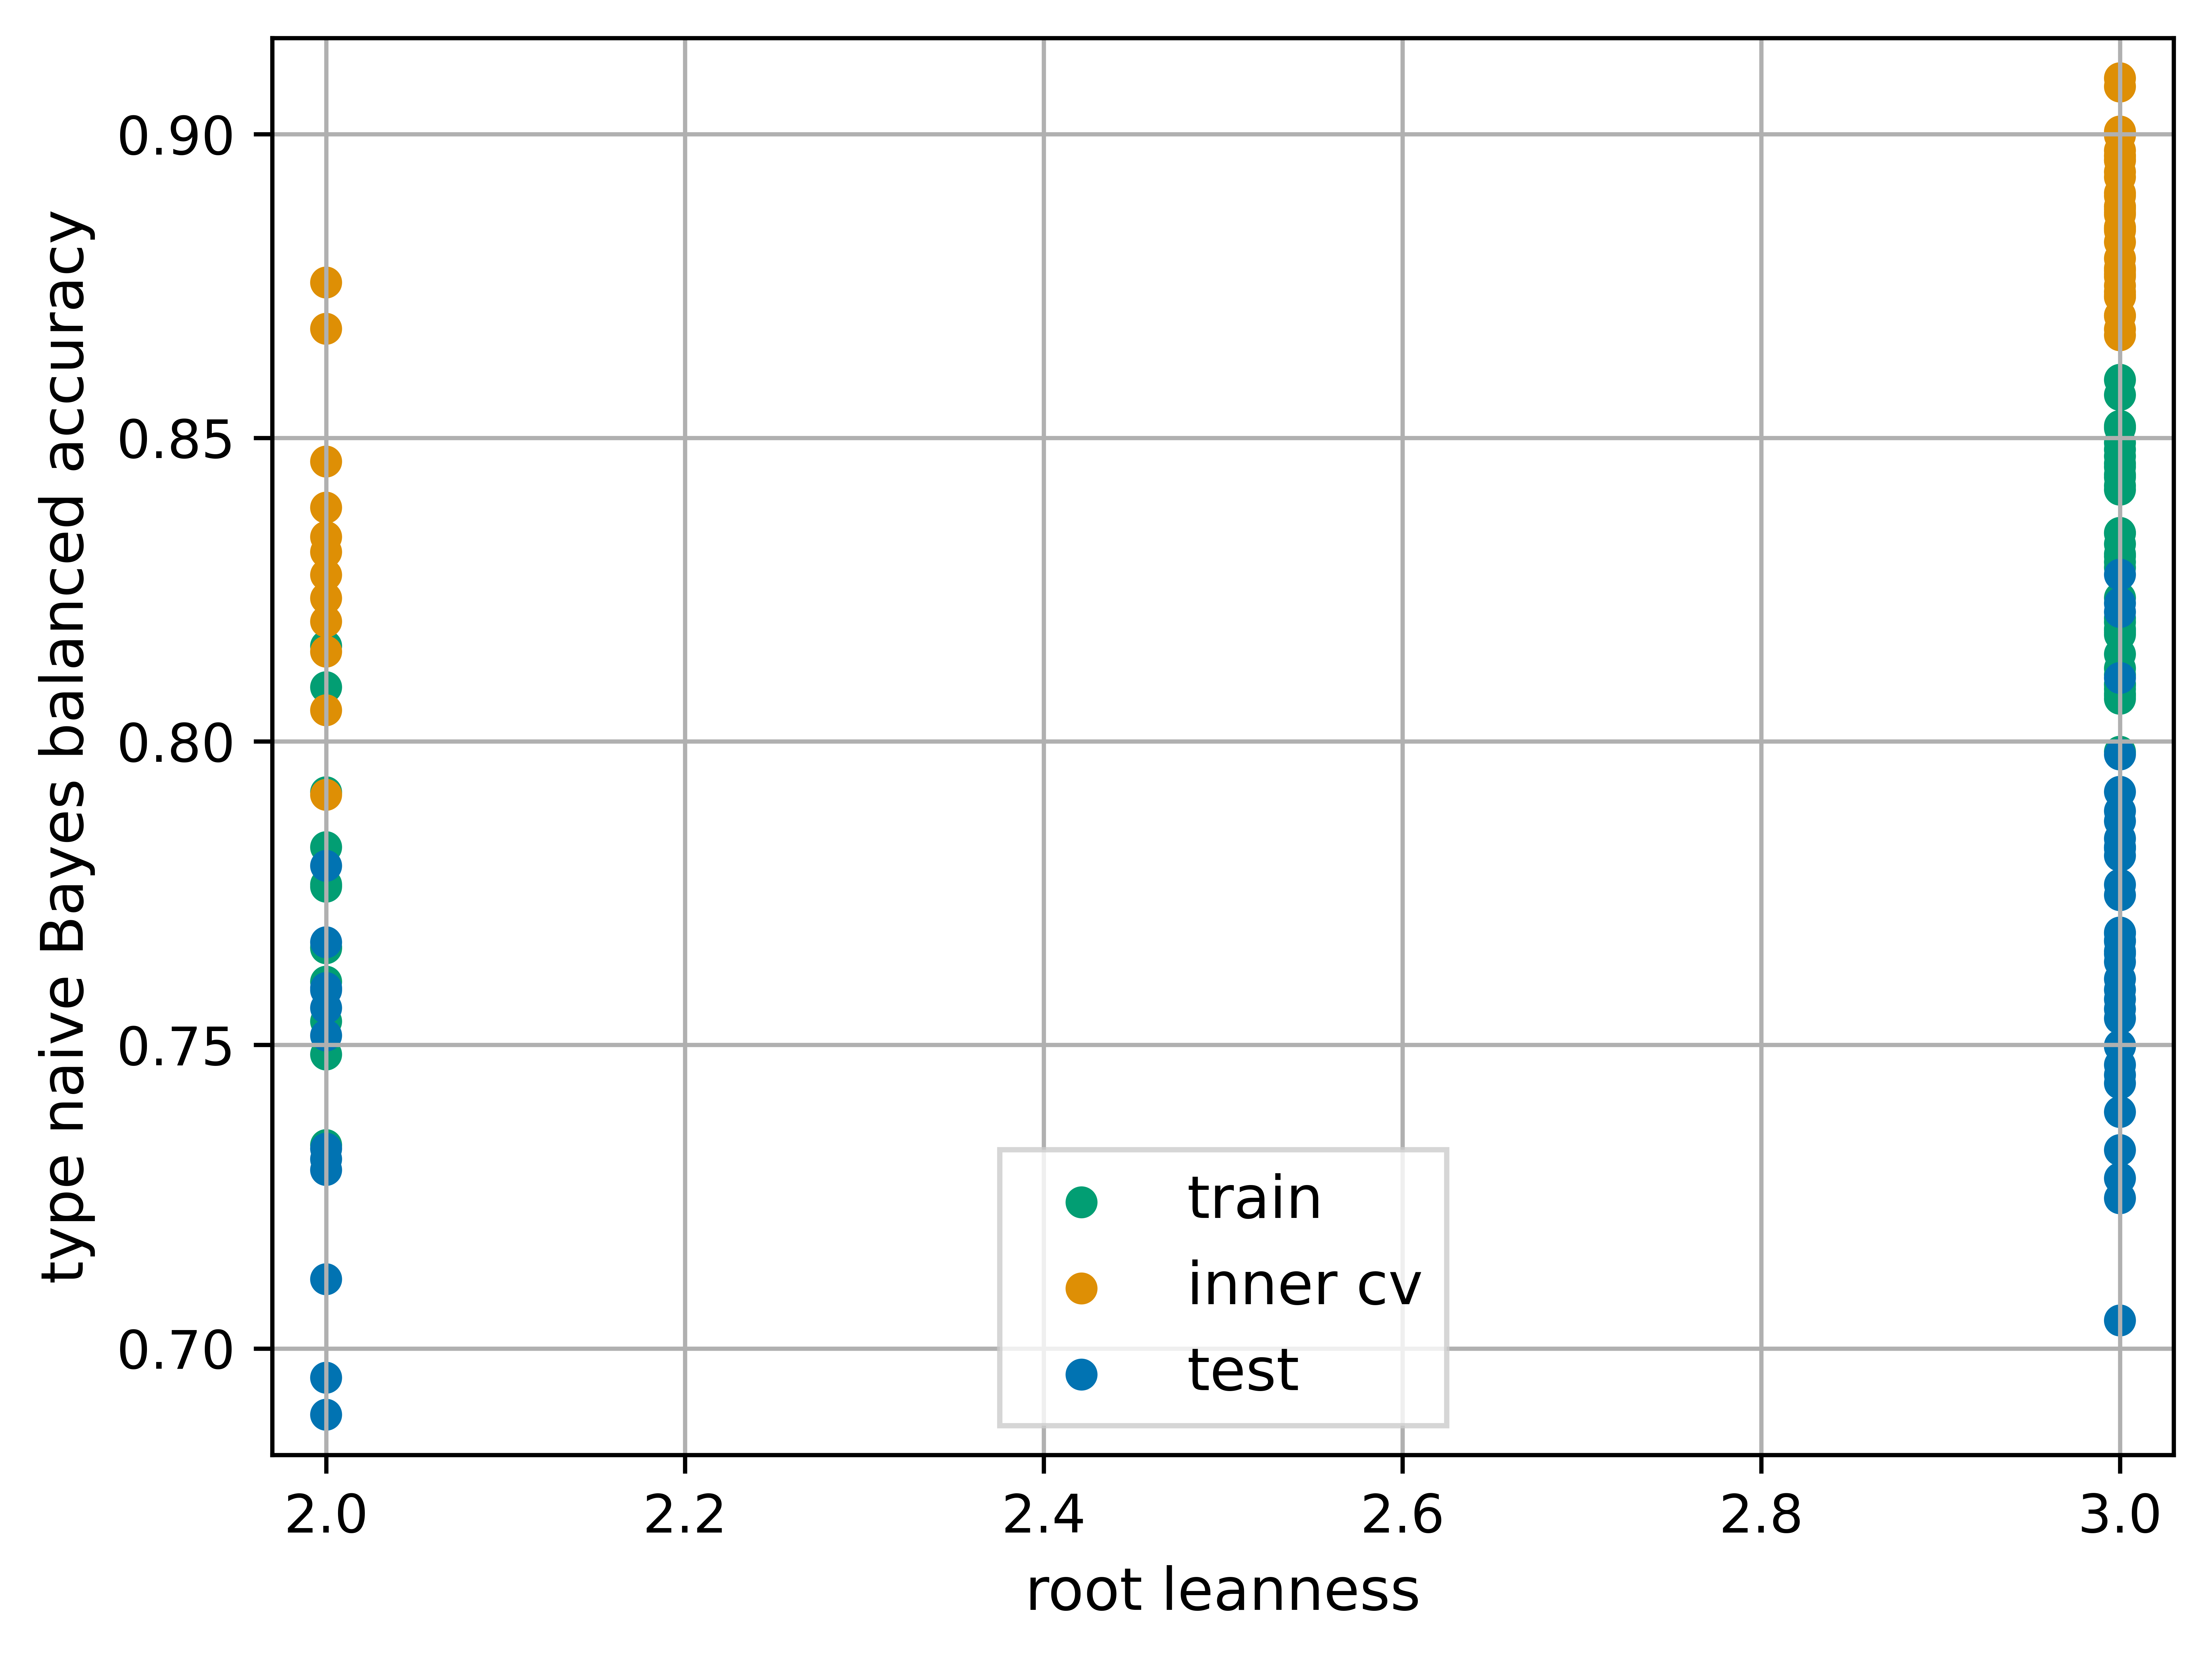 type naive Bayes balanced accuracy
0.90
0.85
0.80
0.75
0.70
train
inner cv
test
2.0 2.2 2.4 2.6 2.8 3.0
root leanness